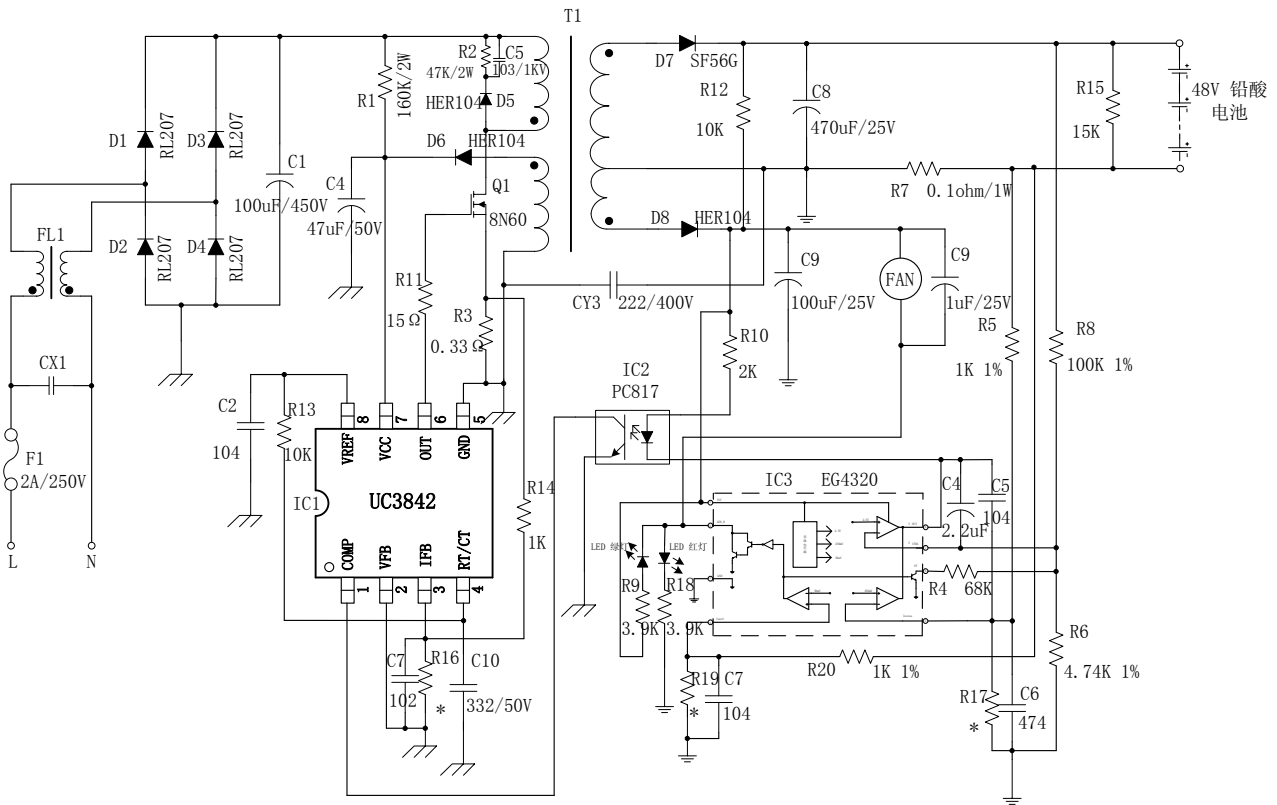 T1
R2
47K/2W
C5
103/1KV
D7
SF56G
R1
160K/2W
HER104
D5
D6
HER104
R12
10K
C8
470uF/25V
R15
15K
48V 铅酸
电池
D1
RL207
D3
RL207
C1
100uF/450V
C4
47uF/50V
Q1
8N60
R7
0.1ohm/1W
FL1
D2
RL207
D4
RL207
D8
HER104
R11
15Ω
R3
0.33Ω
CY3
222/400V
C9
100uF/25V
FAN
C9
1uF/25V
R5
1K 1%
R8
100K 1%
R10
2K
CX1
IC2
PC817
C2
104
R13
10K
8
7
6
5
VREF
VCC
OUT
GND
F1
2A/250V
IC1
UC3842
R14
1K
COMP
VFB
IFB
RT/CT
1
2
3
4
L
N
IC3
EG4320
C4
2.2uF
C5
104
LED 绿灯
LED 红灯
R9
3.9K
R18
3.9K
R4
68K
R6
4.74K 1%
C7
102
R16
*
C10
332/50V
R19
*
C7
104
R20
1K 1%
R17
*
C6
474